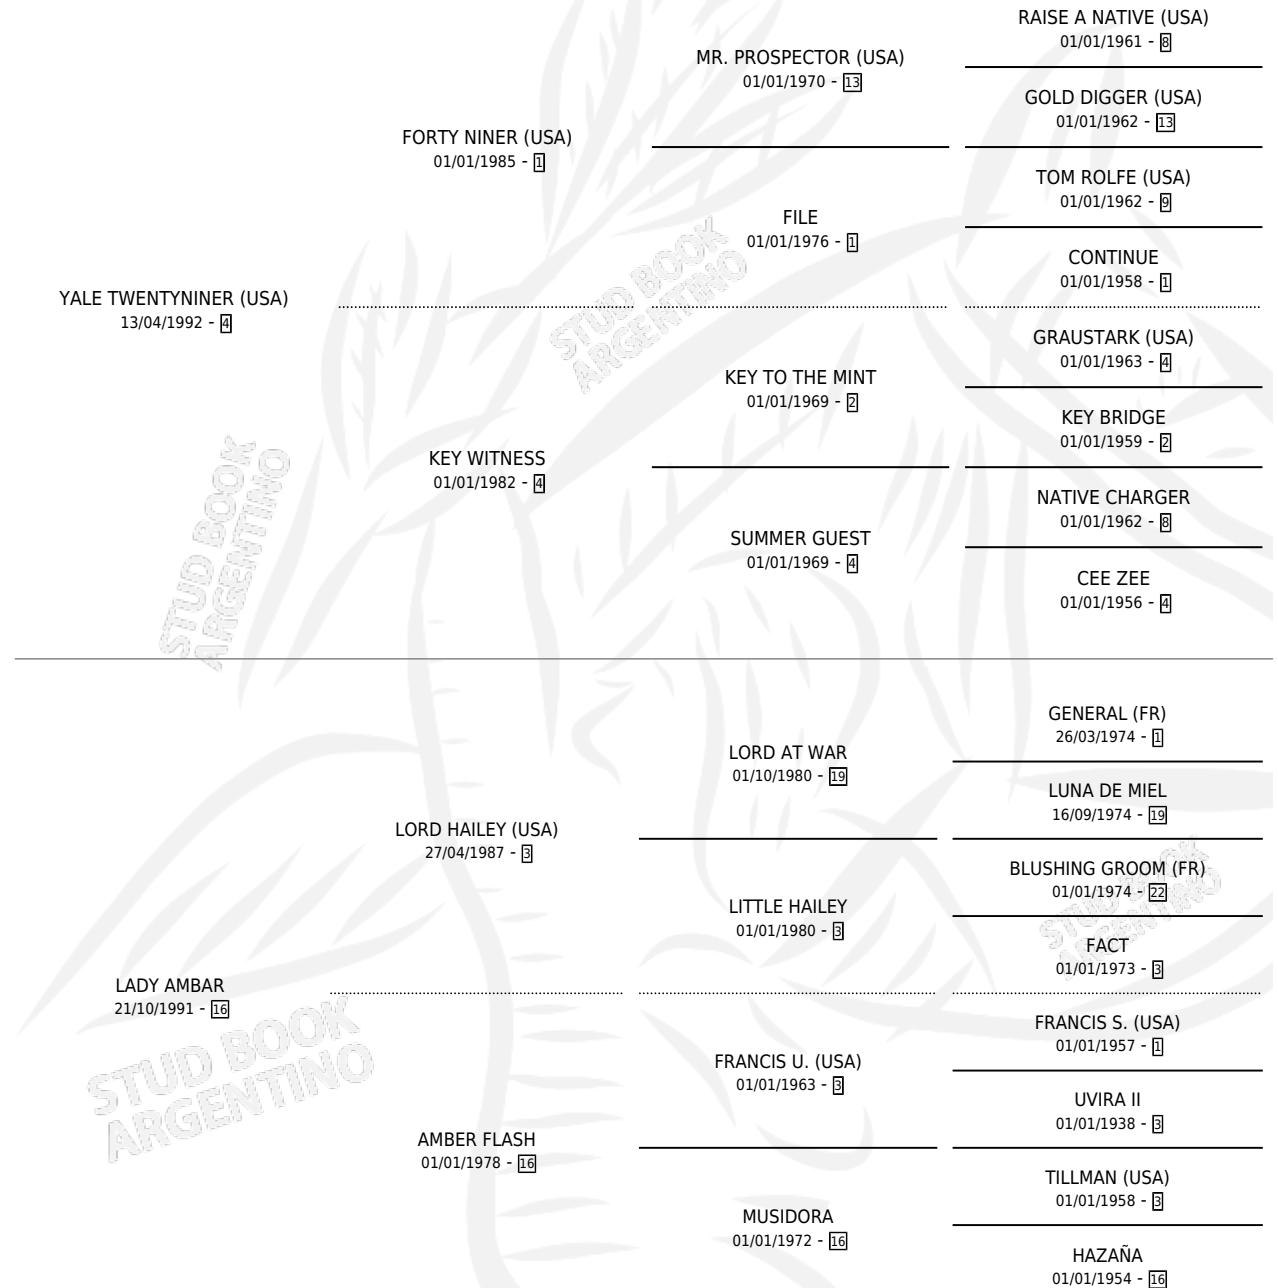 RAISE A NATIVE (USA)
01/01/1961 - 8
MR. PROSPECTOR (USA)
01/01/1970 - 13
GOLD DIGGER (USA)
01/01/1962 - 13
FORTY NINER (USA)
01/01/1985 - 1
TOM ROLFE (USA)
01/01/1962 - 9
FILE
01/01/1976 - 1
CONTINUE
01/01/1958 - 1
YALE TWENTYNINER (USA)
13/04/1992 - 4
GRAUSTARK (USA)
01/01/1963 - 4
KEY TO THE MINT
01/01/1969 - 2
KEY BRIDGE
01/01/1959 - 2
KEY WITNESS
01/01/1982 - 4
NATIVE CHARGER
01/01/1962 - 8
SUMMER GUEST
01/01/1969 - 4
CEE ZEE
01/01/1956 - 4
STUD BOOK
ARGENTINO
STUD BOOK
ARGENTINO
GENERAL (FR)
26/03/1974 - 1
LORD AT WAR
01/10/1980 - 19
LUNA DE MIEL
16/09/1974 - 19
LORD HAILEY (USA)
27/04/1987 - 3
BLUSHING GROOM (FR)
01/01/1974 - 22
LITTLE HAILEY
01/01/1980 - 3
FACT
01/01/1973 - 3
STUD BOOK
ARGENTINO
LADY AMBAR
21/10/1991 - 16
FRANCIS S. (USA)
01/01/1957 - 1
FRANCIS U. (USA)
01/01/1963 - 3
UVIRA II
01/01/1938 - 3
AMBER FLASH
01/01/1978 - 16
TILLMAN (USA)
01/01/1958 - 3
MUSIDORA
01/01/1972 - 16
HAZAÑA
01/01/1954 - 16
STUD BOOK
ARGENTINO